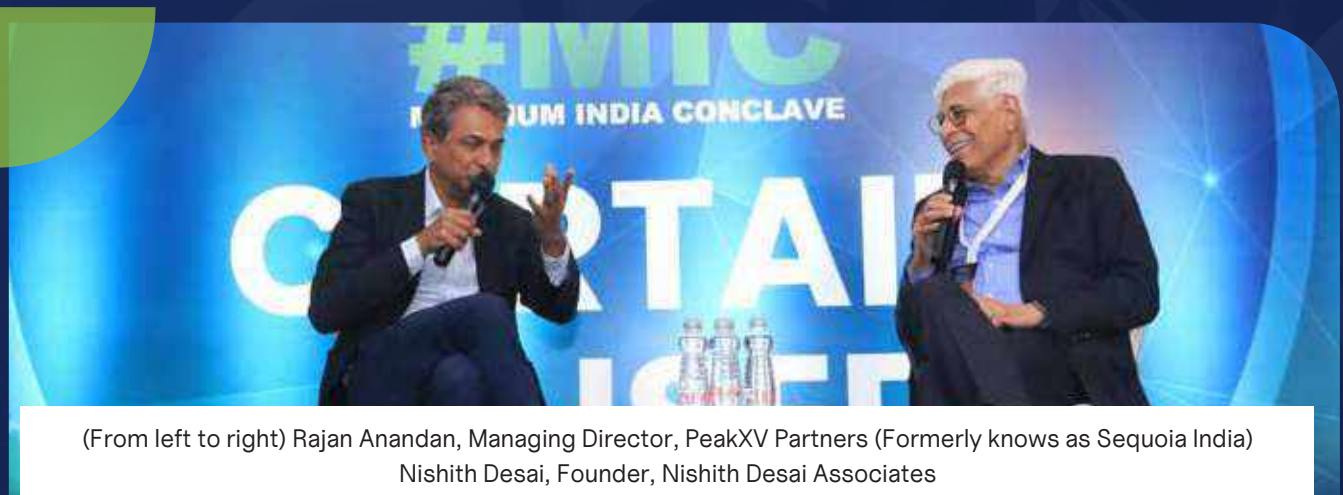 #MIC
UM INDIA CONCLAVE
(From left to right) Rajan Anandan, Managing Director, PeakXV Partners (Formerly knows as Sequoia India)
Nishith Desai, Founder, Nishith Desai Associates